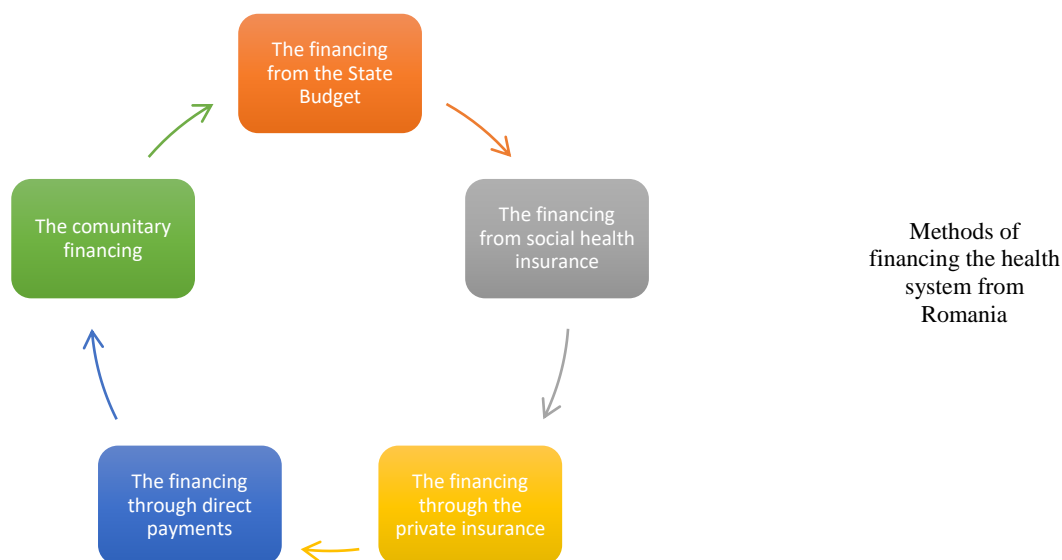 The financing
from the State
Budget
The financing
from social health
insurance
The financing
through the
private insurance
The financing
through direct
payments
The comunitary
financing
Methods of
financing the health
system from
Romania